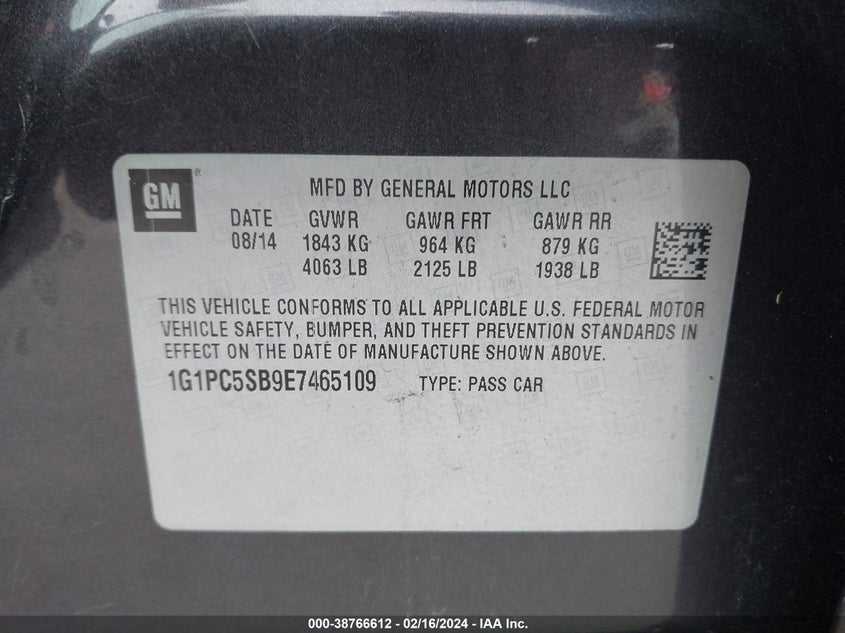 GM ®
MFD BY GENERAL MOTORS LLC
DATE GVWR GAWR FRT GAWR RR
08/14 1843 KG 964 KG 879 KG
4063 LB 2125 LB 1938 LB
THIS VEHICLE CONFORMS TO ALL APPLICABLE U.S. FEDERAL MOTOR
VEHICLE SAFETY, BUMPER, AND THEFT PREVENTION STANDARDS IN
EFFECT ON THE DATE OF MANUFACTURE SHOWN ABOVE.
1G1PC5SB9E7465109 TYPE: PASS CAR
000-38766612 - 02/16/2024 - IAA Inc.